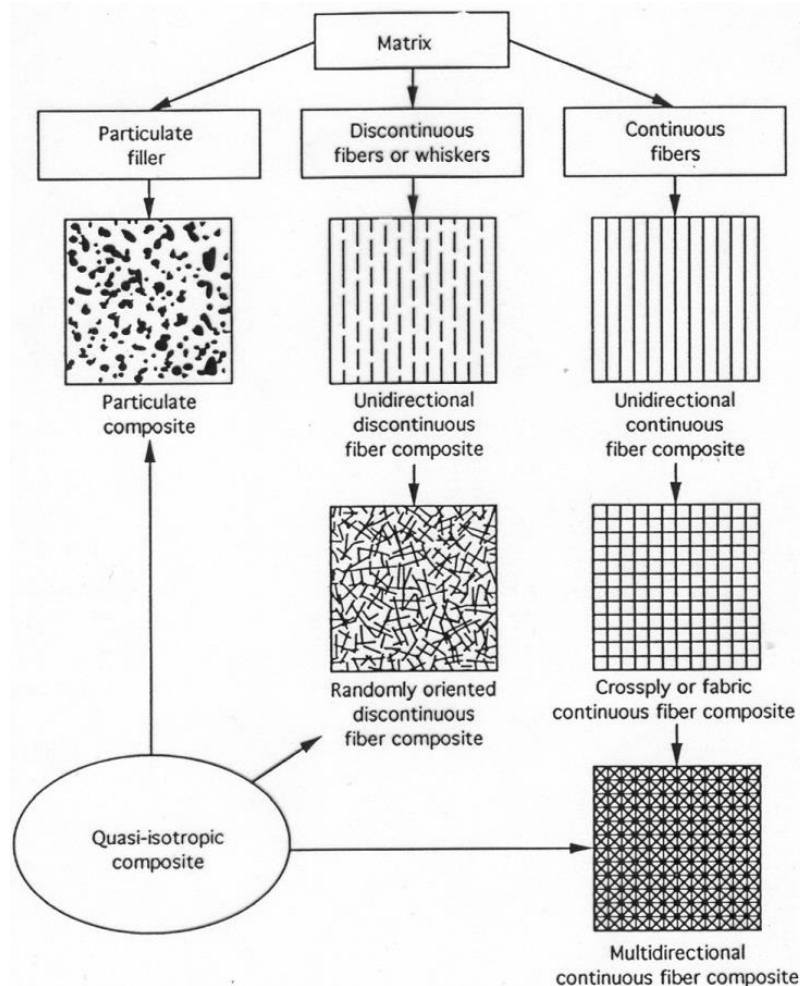 Matrix
Particulate
filler
Discontinuous
fibers or whiskers
Continuous
fibers
Particulate
composite
Unidirectional
discontinuous
fiber composite
Unidirectional
continuous
fiber composite
Randomly oriented
discontinuous
fiber composite
Crossply or fabric
continuous fiber composite
Quasi-isotropic
composite
Multidirectional
continuous fiber composite